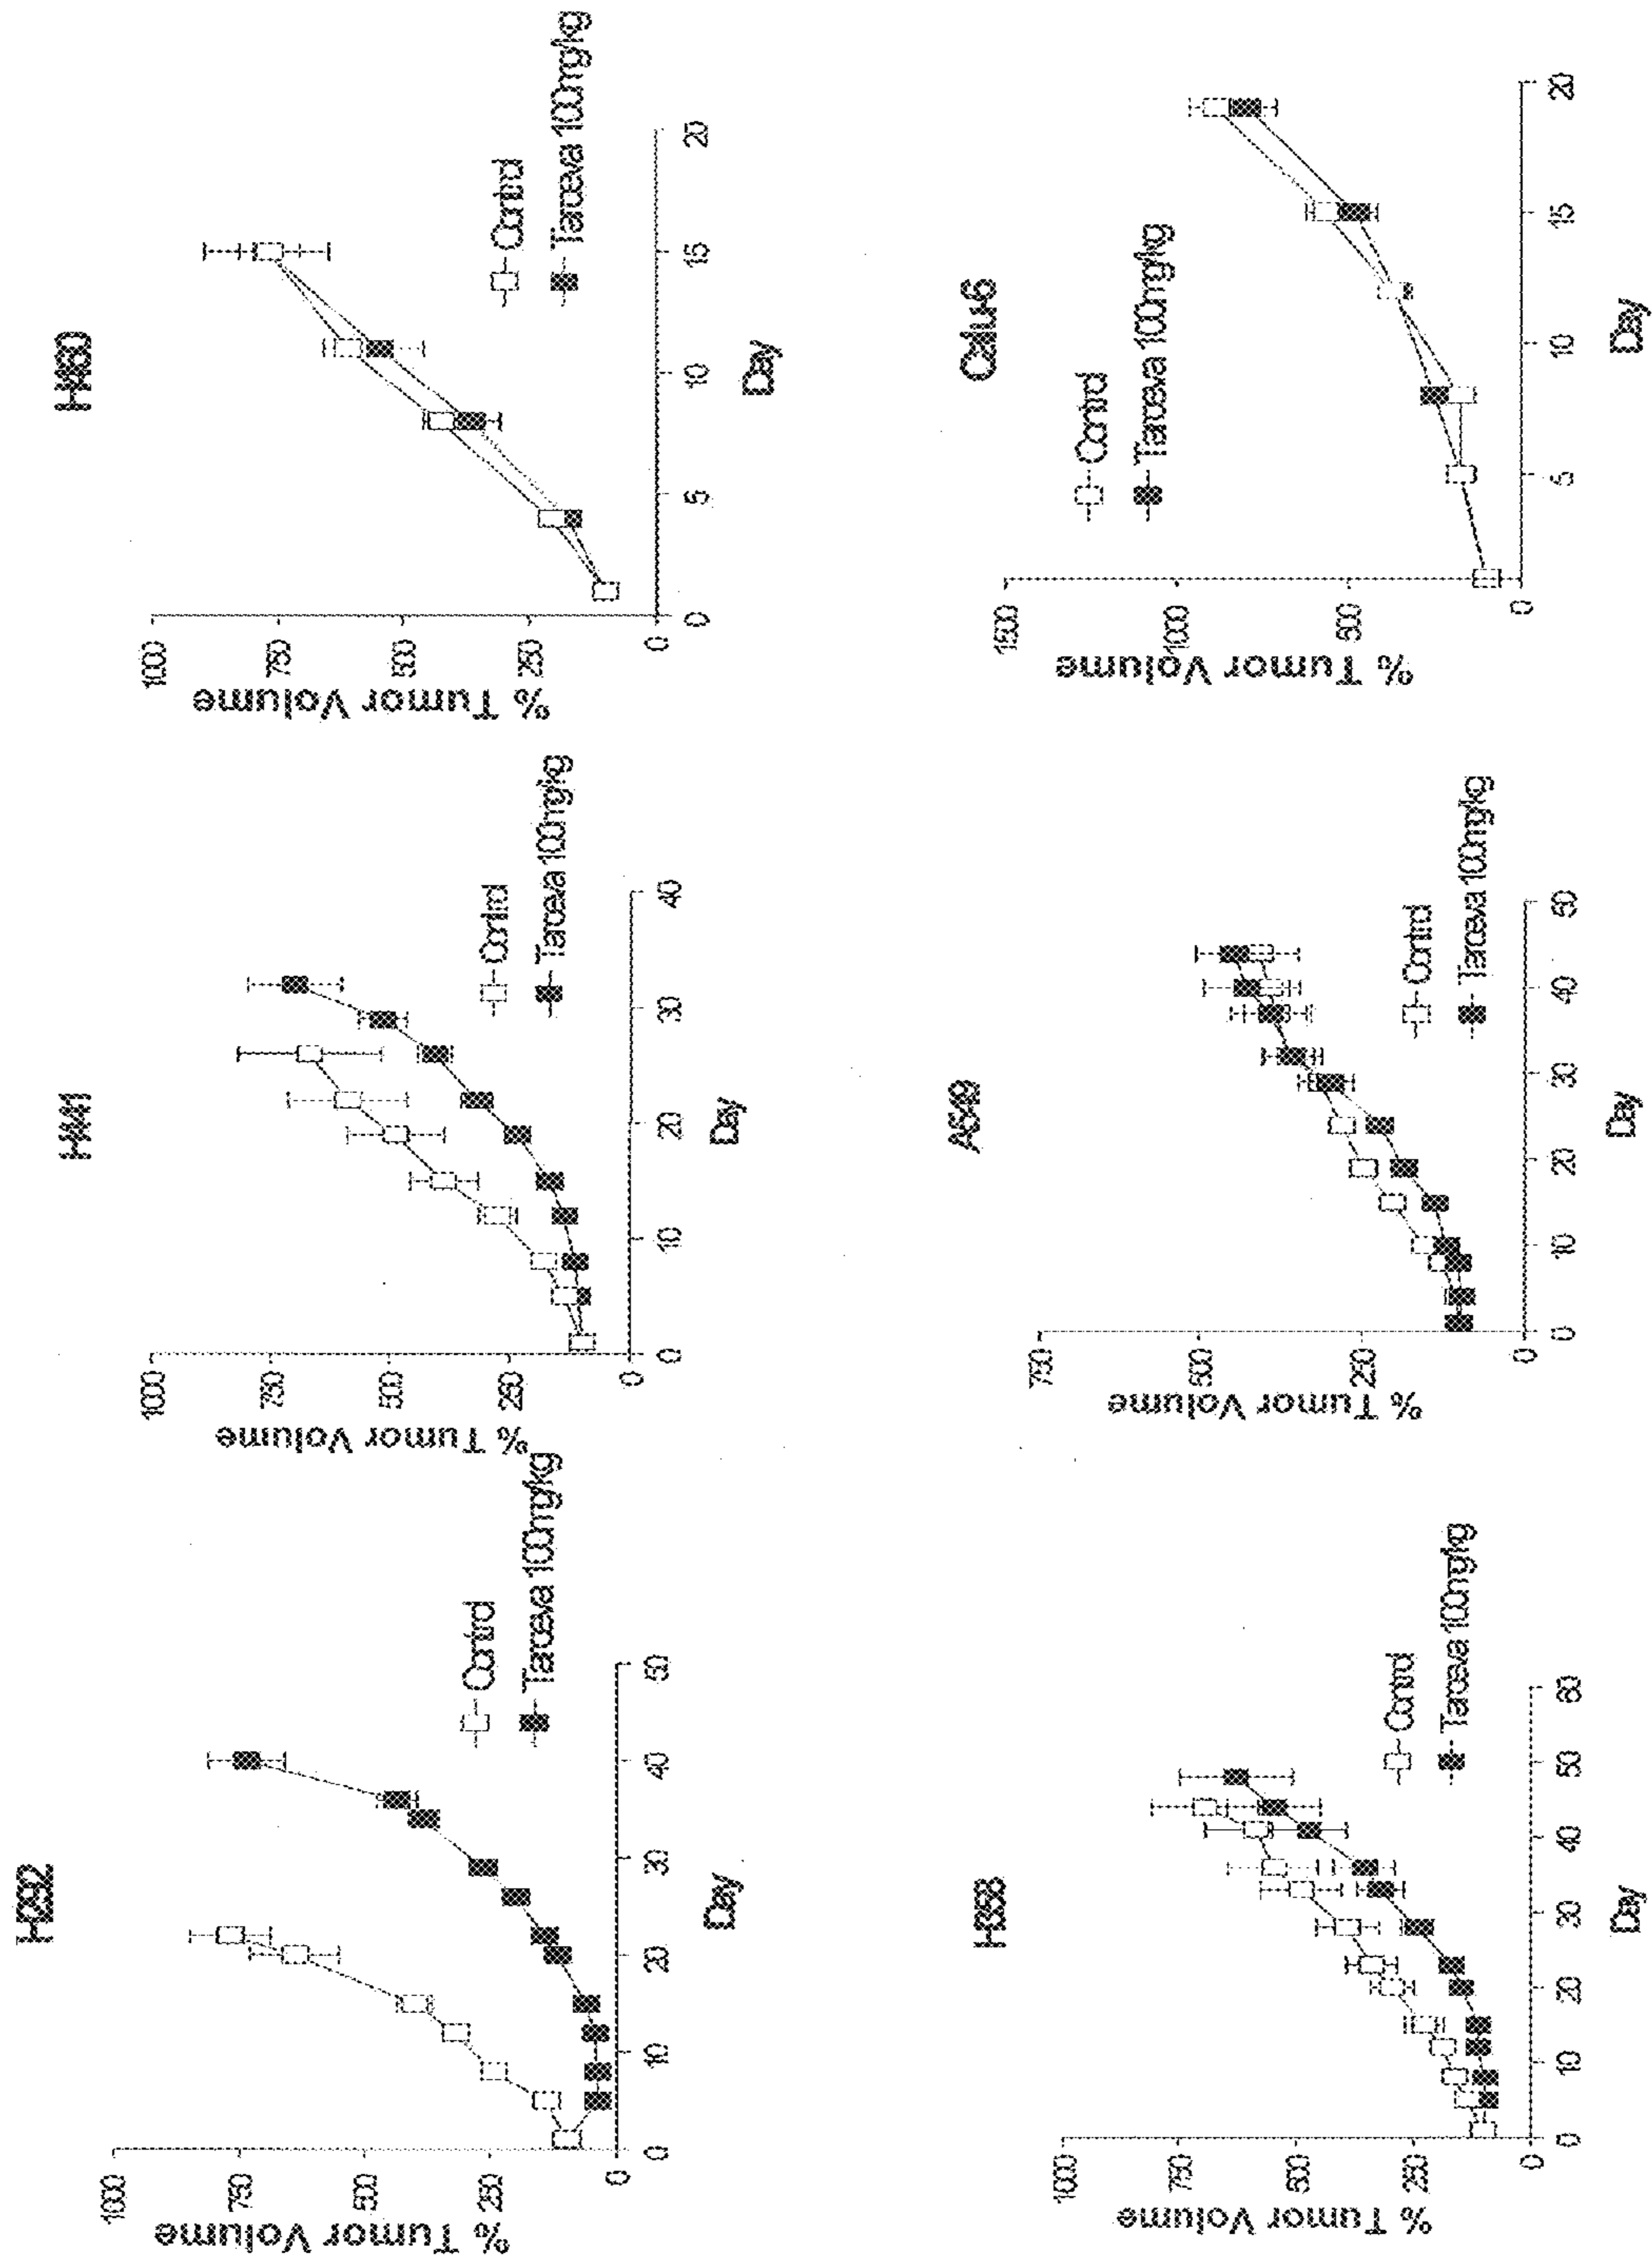 H292
% Tumor Volume
1000
750
500
250
0
0 10 20 30 40 50
Day
Control
Tarceva 100mg/kg
H441
% Tumor Volume
1000
750
500
250
0
0 10 20 30 40
Day
Control
Tarceva 100mg/kg
H460
% Tumor Volume
1000
750
500
250
0
0 5 10 15 20
Day
Control
Tarceva 100mg/kg
H358
% Tumor Volume
1000
750
500
250
0
0 10 20 30 40 50 60
Day
Control
Tarceva 100mg/kg
A549
% Tumor Volume
750
500
250
0
0 10 20 30 40 50
Day
Control
Tarceva 100mg/kg
Calu-6
% Tumor Volume
1500
1000
500
0
5 10 15 20
Day
Control
Tarceva 100mg/kg